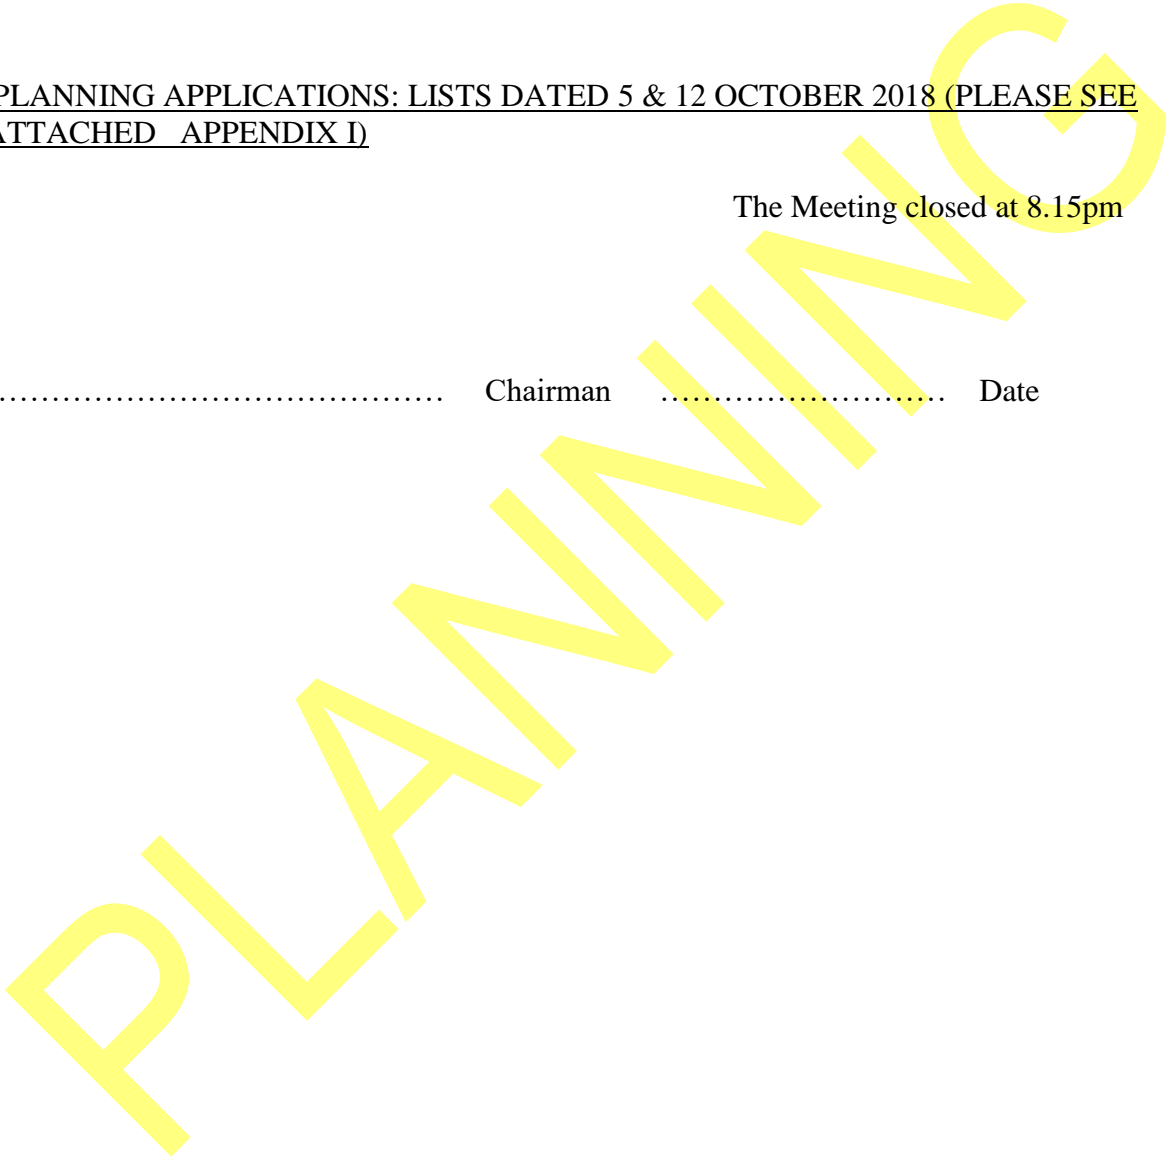 PLANNING APPLICATIONS: LISTS DATED 5 & 12 OCTOBER 2018 (PLEASE SEE
ATTACHED APPENDIX I)
The Meeting closed at 8.15pm
…………………………………… Chairman ……………………… Date
PLANNING